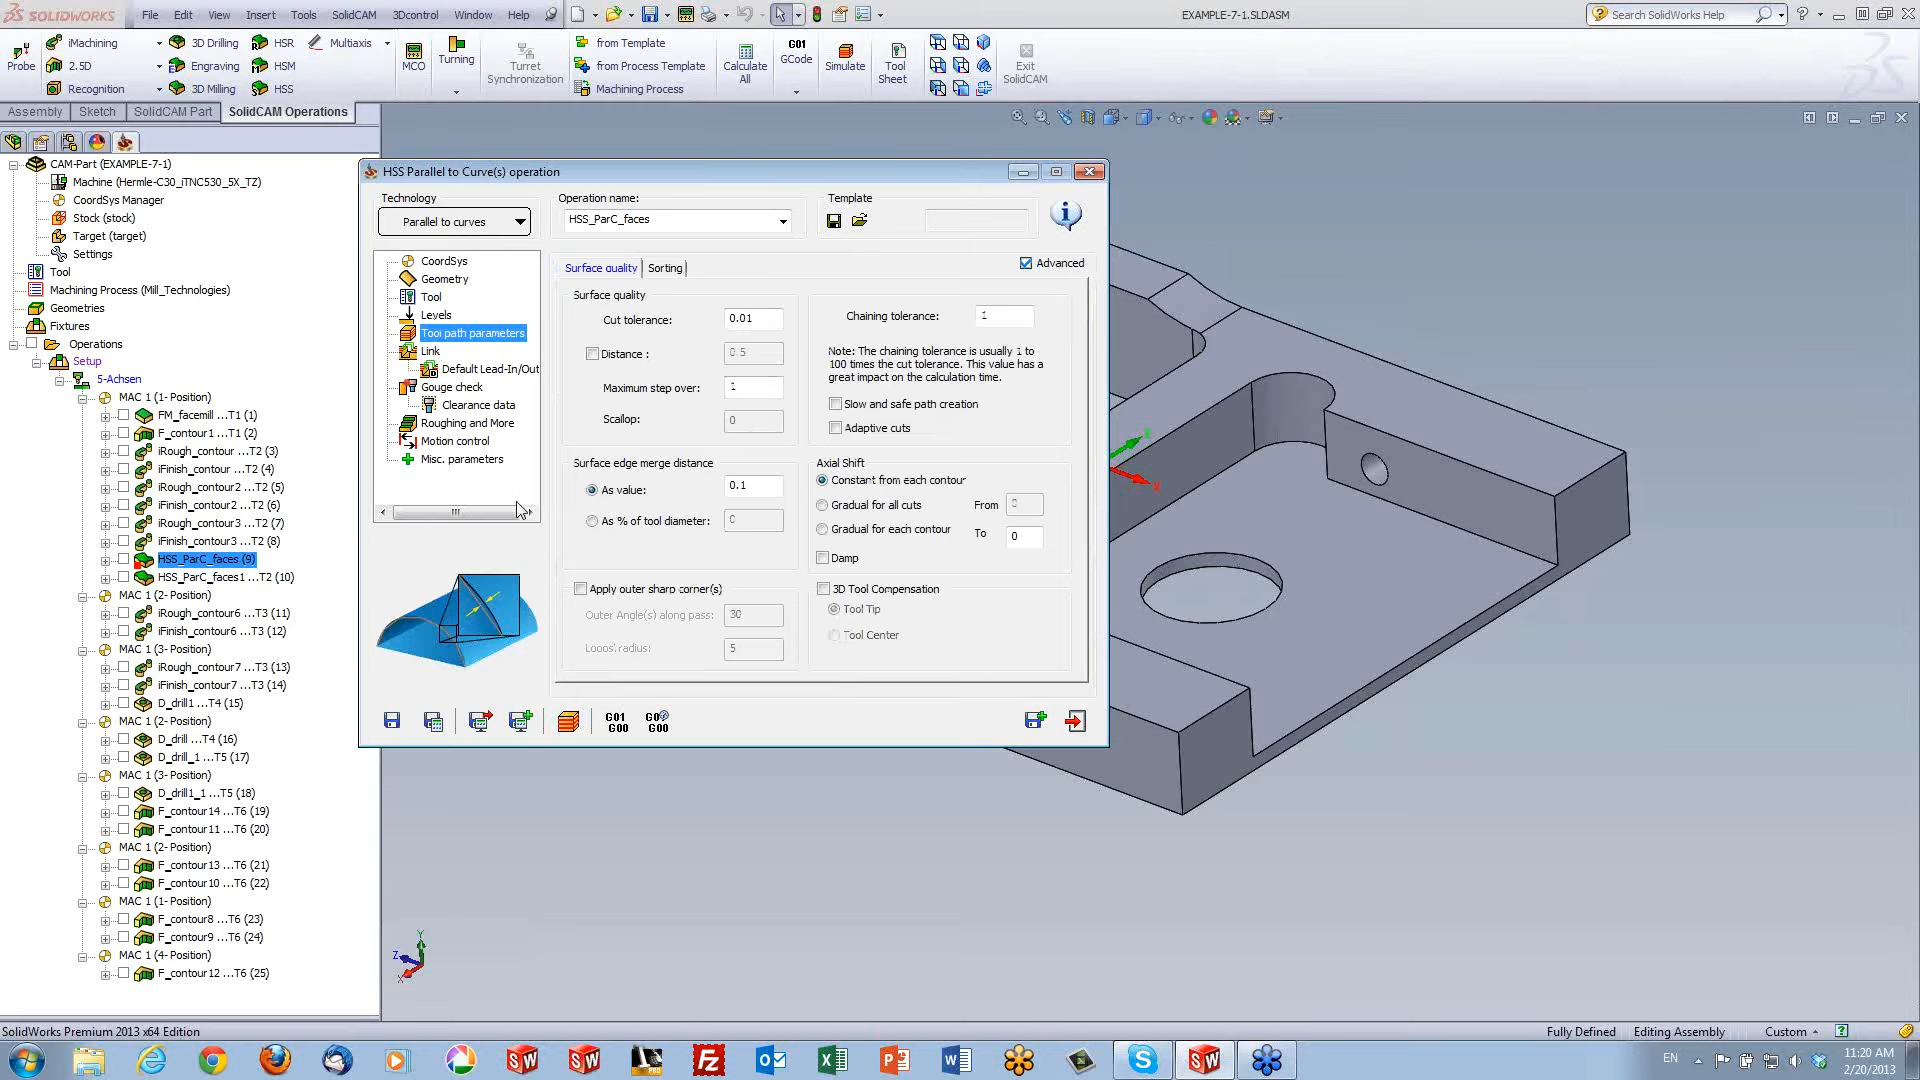 SOLIDWORKS File Edit View Insert Tools SolidCAM 3Dcontrol Window Help EXAMPLE-7-1.SLDASM Search SolidWorks Help
Probe iMachining 3D Drilling HSR Multiaxis MCO Turning Turret Synchronization from Template Calculate All G01 GCode Simulate Tool Sheet Exit SolidCAM
2.5D Engraving HSM from Process Template
Recognition 3D Milling HSS Machining Process
Assembly Sketch SolidCAM Part SolidCAM Operations
CAM-Part (EXAMPLE-7-1)
Machine (Hermle-C30_iTNC530_5X_TZ)
CoordSys Manager
Stock (stock)
Target (target)
Settings
Tool
Machining Process (Mill_Technologies)
Geometries
Fixtures
Operations
Setup
5-Achsen
MAC 1 (1- Position)
FM_facemill ...T1 (1)
F_contour1 ...T1 (2)
iRough_contour ...T2 (3)
iFinish_contour ...T2 (4)
iRough_contour2 ...T2 (5)
iFinish_contour2 ...T2 (6)
iRough_contour3 ...T2 (7)
iFinish_contour3 ...T2 (8)
HSS_ParC_faces (9)
HSS_ParC_faces1 ...T2 (10)
MAC 1 (2- Position)
iRough_contour6 ...T3 (11)
iFinish_contour6 ...T3 (12)
MAC 1 (3- Position)
iRough_contour7 ...T3 (13)
iFinish_contour7 ...T3 (14)
D_drill1 ...T4 (15)
MAC 1 (2- Position)
D_drill ...T4 (16)
D_drill_1 ...T5 (17)
MAC 1 (3- Position)
D_drill1_1 ...T5 (18)
F_contour14 ...T6 (19)
F_contour11 ...T6 (20)
MAC 1 (2- Position)
F_contour13 ...T6 (21)
F_contour10 ...T6 (22)
MAC 1 (1- Position)
F_contour8 ...T6 (23)
F_contour9 ...T6 (24)
MAC 1 (4- Position)
F_contour12 ...T6 (25)
HSS Parallel to Curve(s) operation
Technology Operation name: Template
Parallel to curves HSS_ParC_faces
CoordSys
Geometry
Tool
Levels
Tool path parameters
Link
Default Lead-In/Out
Gouge check
Clearance data
Roughing and More
Motion control
Misc. parameters
Surface quality Sorting Advanced
Surface quality
Cut tolerance: 0.01
Distance : 0.5
Maximum step over: 1
Scallop: 0
Chaining tolerance: 1
Note: The chaining tolerance is usually 1 to
100 times the cut tolerance. This value has a
great impact on the calculation time.
Slow and safe path creation
Adaptive cuts
Surface edge merge distance
As value: 0.1
As % of tool diameter: 0
Axial Shift
Constant from each contour
Gradual for all cuts From 0
Gradual for each contour To 0
Damp
Apply outer sharp corner(s)
Outer Angle(s) along pass: 30
Loops' radius: 5
3D Tool Compensation
Tool Tip
Tool Center
G01 G00
G00
Y
X
Z
Y
X
SolidWorks Premium 2013 x64 Edition Fully Defined Editing Assembly Custom
EN 11:20 AM
2/20/2013